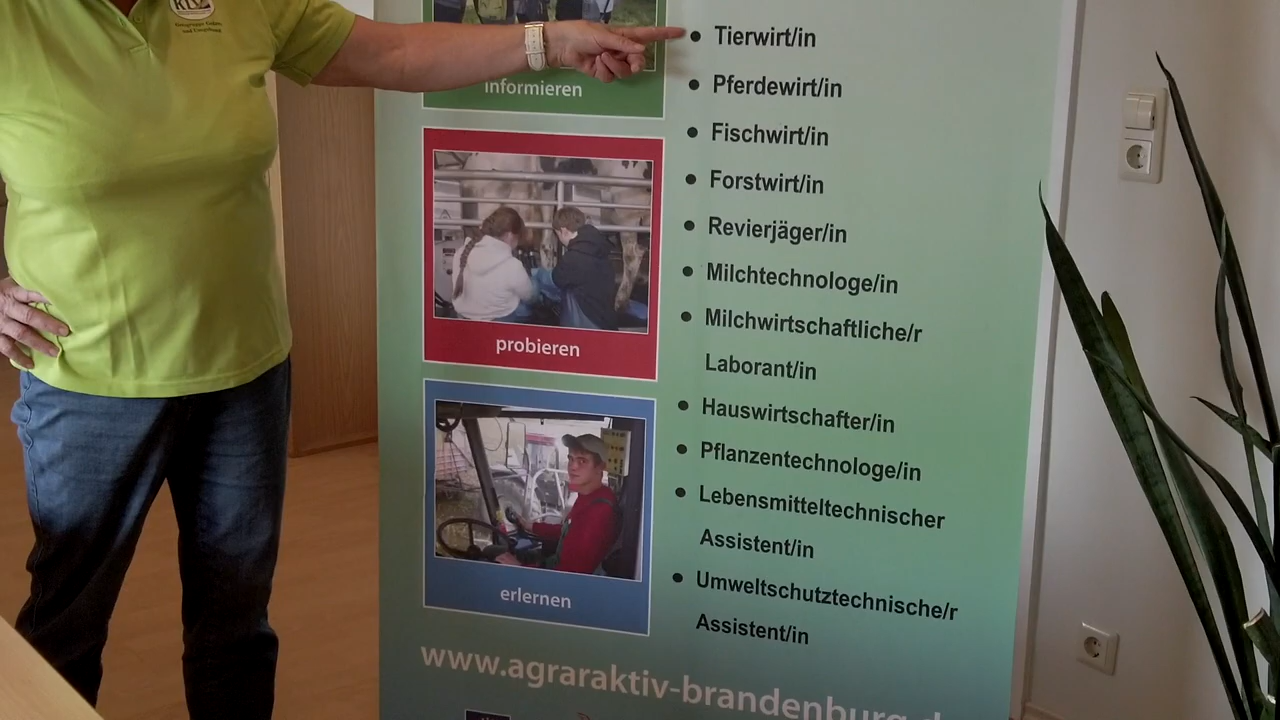 informieren
probieren
erlernen
• Tierwirt/in
• Pferdewirt/in
• Fischwirt/in
• Forstwirt/in
• Revierjäger/in
• Milchtechnologe/in
• Milchwirtschaftliche/r
Laborant/in
• Hauswirtschafter/in
• Pflanzentechnologe/in
• Lebensmitteltechnischer
Assistent/in
• Umweltschutztechnische/r
Assistent/in
www.agraraktiv-brandenburg.d